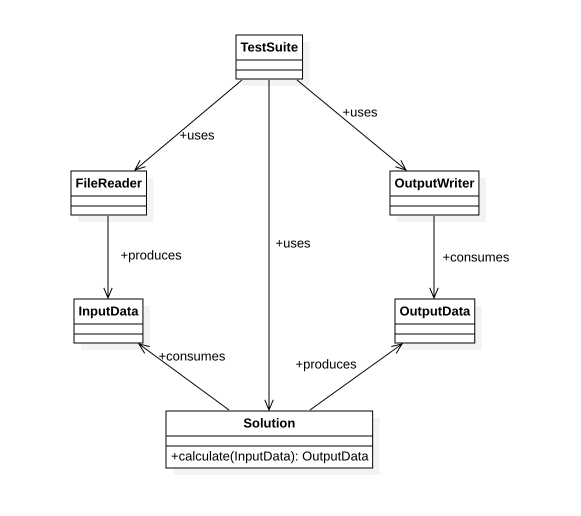 TestSuite
+uses
+uses
FileReader
OutputWriter
+uses
+produces
+consumes
InputData
OutputData
+consumes
+produces
Solution
+calculate(InputData): OutputData